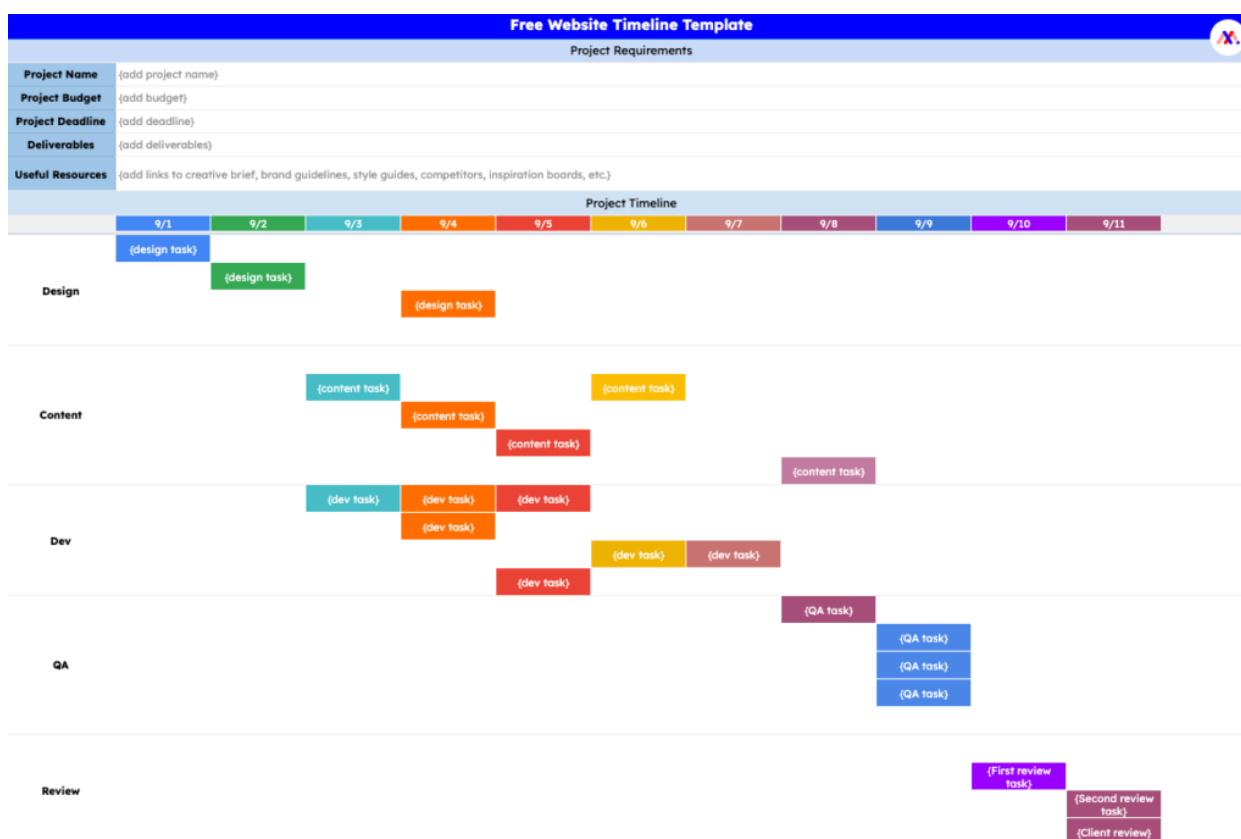 Free Website Timeline Template
Project Requirements
Project Name {add project name}
Project Budget {add budget}
Project Deadline {add deadline}
Deliverables {add deliverables}
Useful Resources {add links to creative brief, brand guidelines, style guides, competitors, inspiration boards, etc.}
Project Timeline
9/1 9/2 9/3 9/4 9/5 9/6 9/7 9/8 9/9 9/10 9/11
Design
{design task}
{design task}
{design task}
Content
{content task} {content task}
{content task}
{content task}
{content task}
Dev
{dev task} {dev task} {dev task}
{dev task}
{dev task} {dev task}
{dev task}
QA
{QA task}
{QA task}
{QA task}
{QA task}
Review
{First review
task}
{Second review
task}
{Client review}